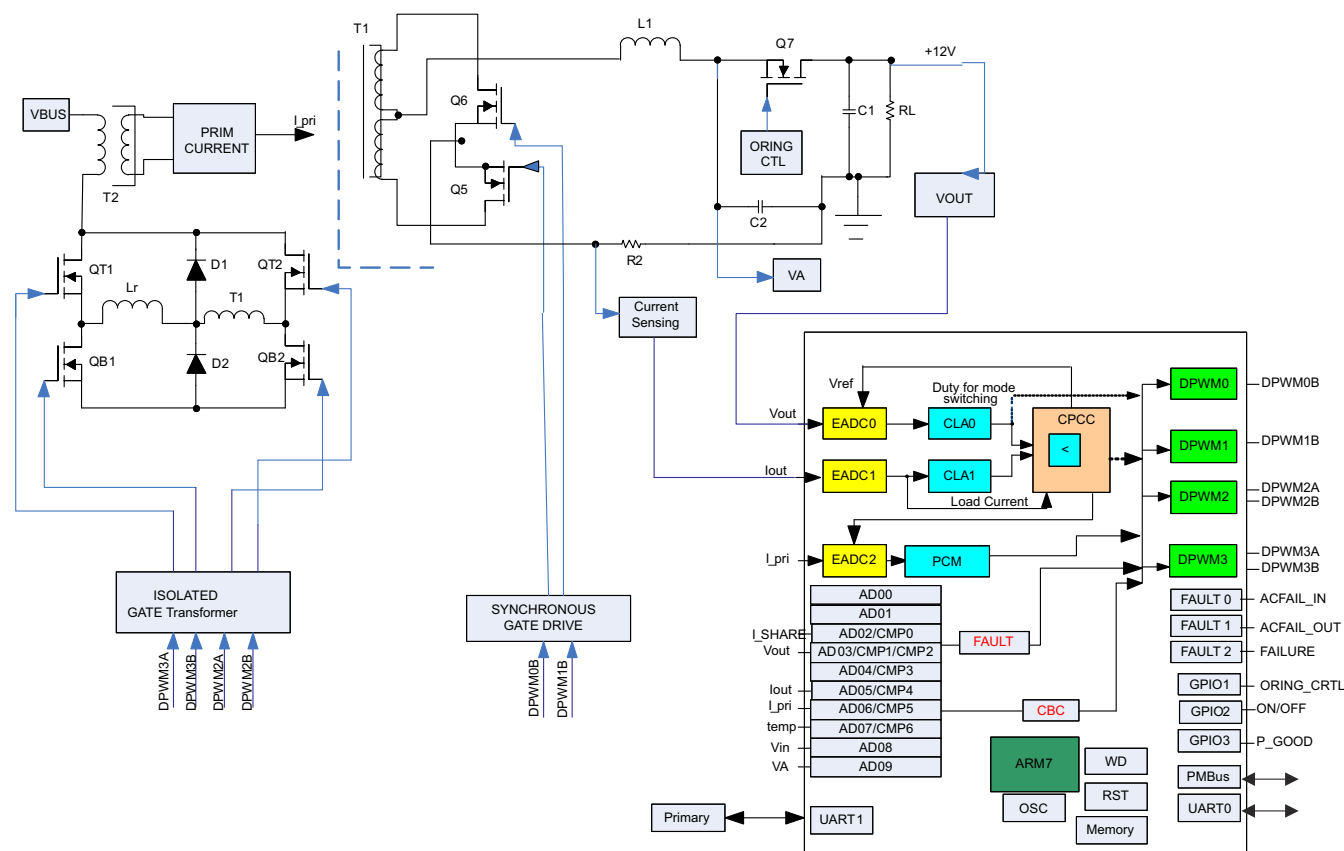 T1
L1
Q7
+12V
VBUS
PRIM
CURRENT
I_pri
T2
Q6
Q5
ORING
CTL
C1
RL
VOUT
C2
R2
VA
QT1
D1
QT2
Lr
T1
QB1
D2
QB2
Current
Sensing
ISOLATED
GATE Transformer
DPWM3A
DPWM3B
DPWM2A
DPWM2B
SYNCHRONOUS
GATE DRIVE
DPWM0B
DPWM1B
Vref
Duty for mode
switching
Vout
EADC0
CLA0
CPCC
<
Iout
EADC1
CLA1
Load Current
I_pri
EADC2
PCM
DPWM0
DPWM0B
DPWM1
DPWM1B
DPWM2
DPWM2A
DPWM2B
DPWM3
DPWM3A
DPWM3B
AD00
AD01
I_SHARE
AD02/CMP0
Vout
AD03/CMP1/CMP2
AD04/CMP3
Iout
AD05/CMP4
I_pri
AD06/CMP5
temp
AD07/CMP6
Vin
AD08
VA
AD09
FAULT
CBC
FAULT 0
ACFAIL_IN
FAULT 1
ACFAIL_OUT
FAULT 2
FAILURE
GPIO1
ORING_CRTL
GPIO2
ON/OFF
GPIO3
P_GOOD
ARM7
WD
OSC
RST
Memory
PMBus
UART0
Primary
UART1